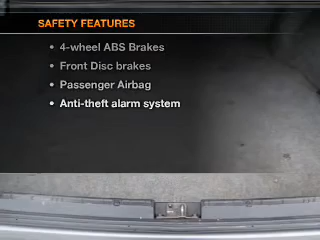 SAFETY FEATURES
• 4-wheel ABS Brakes
• Front Disc brakes
• Passenger Airbag
• Anti-theft alarm system